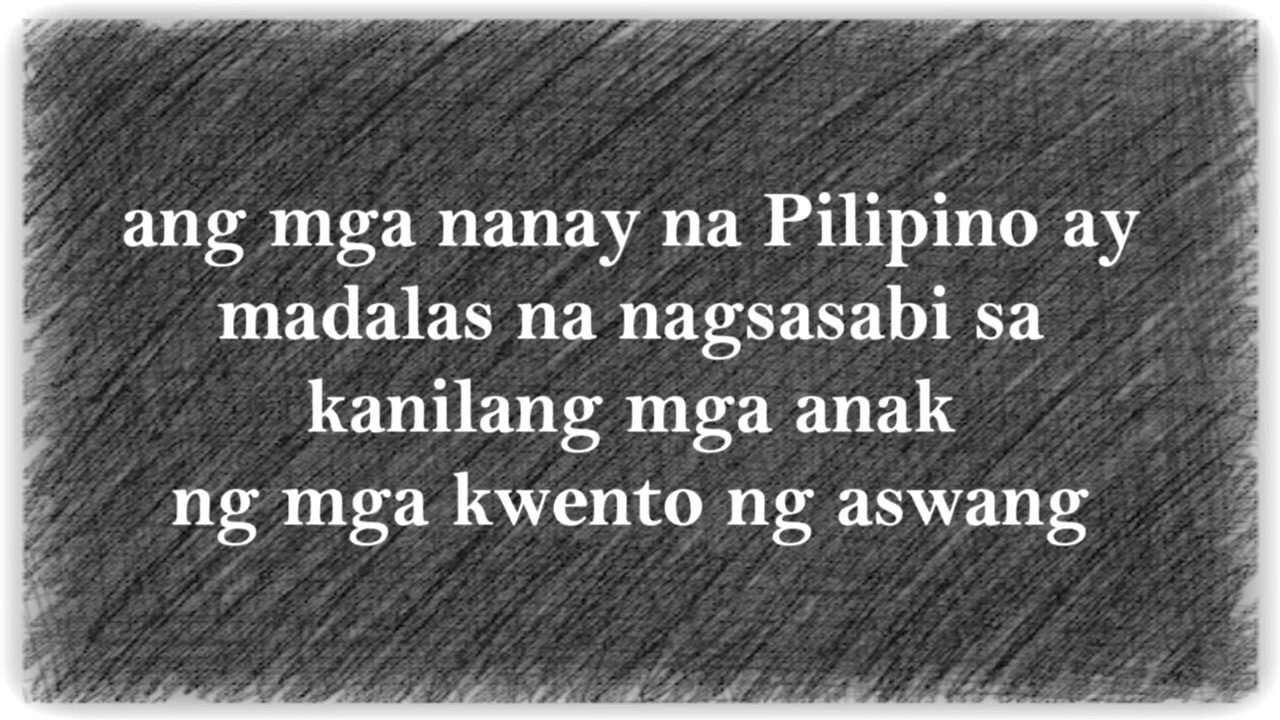 ang mga nanay na Pilipino ay
madalas na nagsasabi sa
kanilang mga anak
ng mga kwento ng aswang